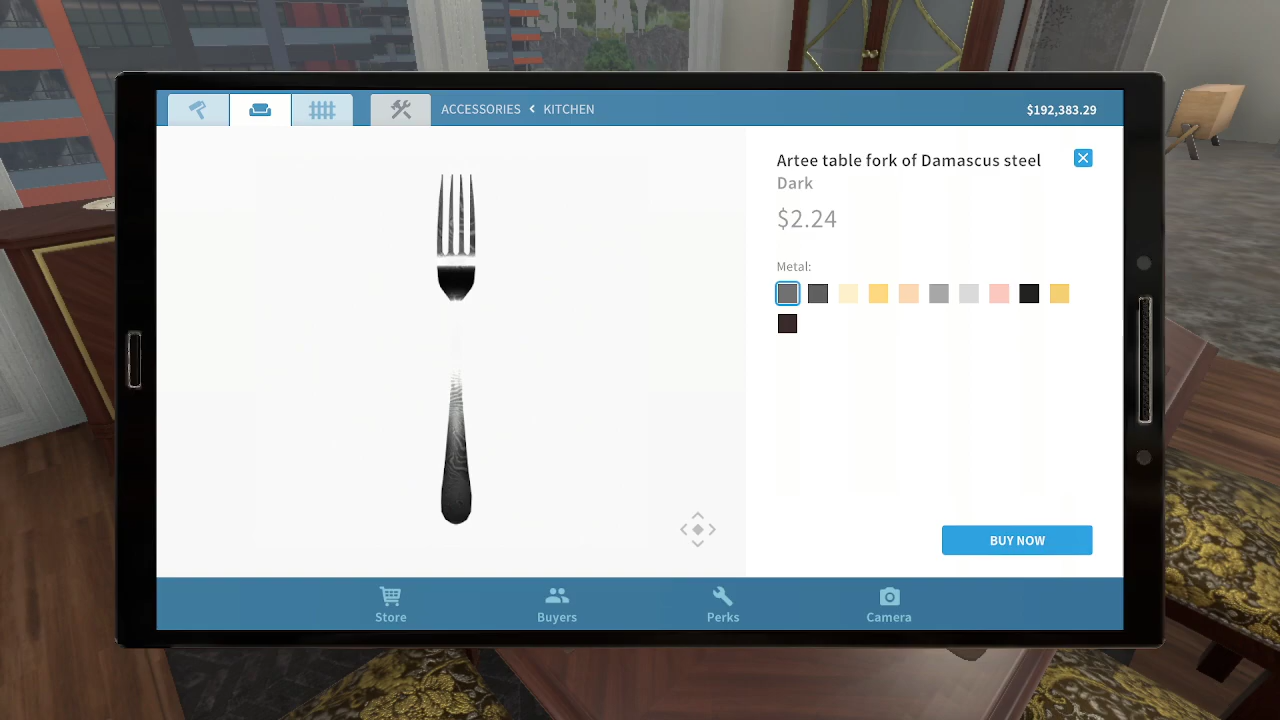 ACCESSORIES < KITCHEN
$192,383.29
Artee table fork of Damascus steel
Dark
$2.24
Metal:
BUY NOW
Store
Buyers
Perks
Camera